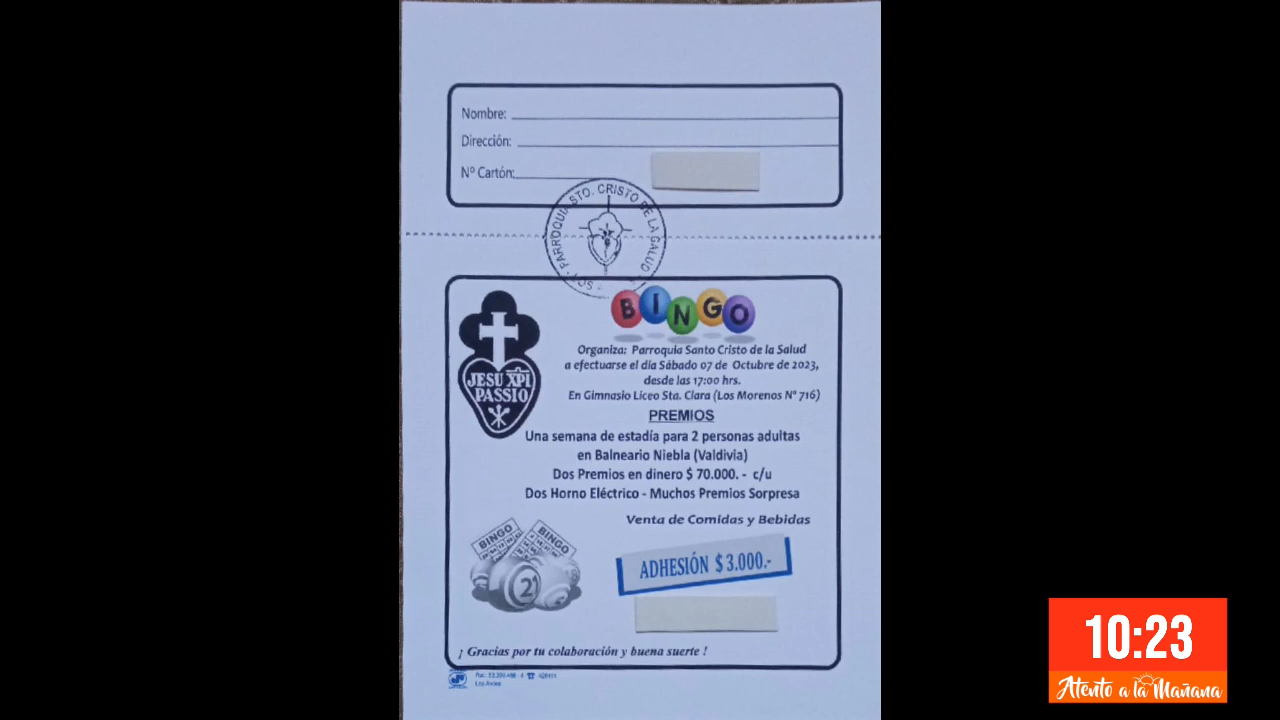 Nombre:
Dirección:
Nº Cartón:
PARROQUIA STO. CRISTO DE LA SALUD
BINGO
JESU XPI
PASSIO
Organiza: Parroquia Santo Cristo de la Salud
a efectuarse el día Sábado 07 de Octubre de 2023,
desde las 17:00 hrs.
En Gimnasio Liceo Sta. Clara (Los Morenos Nº 716)
PREMIOS
Una semana de estadía para 2 personas adultas
en Balneario Niebla (Valdivia)
Dos Premios en dinero $ 70.000. - c/u
Dos Horno Eléctrico - Muchos Premios Sorpresa
Venta de Comidas y Bebidas
BINGO
BINGO
2
ADHESIÓN $ 3.000.-
¡ Gracias por tu colaboración y buena suerte !
10:23
Atento a la Mañana